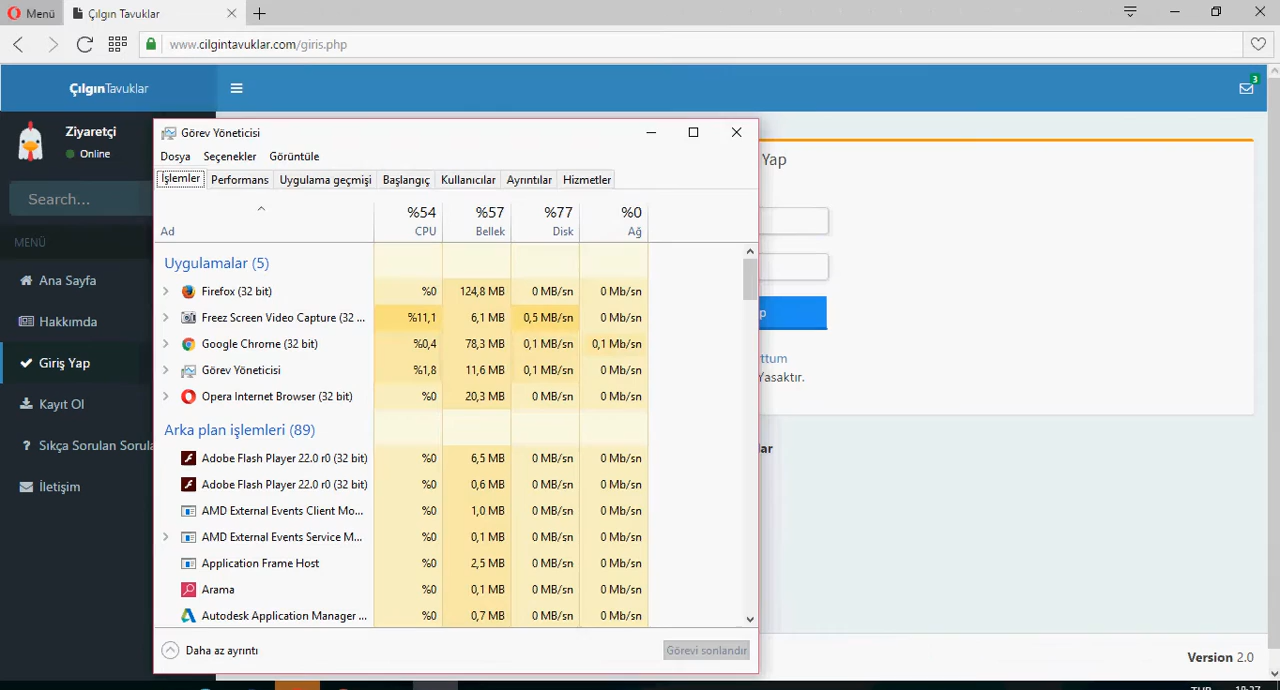 Menü
Çılgın Tavuklar
www.cilgintavuklar.com/giris.php
ÇılgınTavuklar
3
Ziyaretçi
Online
Search...
MENÜ
Ana Sayfa
Hakkımda
Giriş Yap
Kayıt Ol
? Sıkça Sorulan Sorula
İletişim
Görev Yöneticisi
Dosya Seçenekler Görüntüle
İşlemler Performans Uygulama geçmişi Başlangıç Kullanıcılar Ayrıntılar Hizmetler
%54 %57 %77 %0
Ad CPU Bellek Disk Ağ
Uygulamalar (5)
Firefox (32 bit) %0 124,8 MB 0 MB/sn 0 Mb/sn
Freez Screen Video Capture (32 ... %11,1 6,1 MB 0,5 MB/sn 0 Mb/sn
Google Chrome (32 bit) %0,4 78,3 MB 0,1 MB/sn 0,1 Mb/sn
Görev Yöneticisi %1,8 11,6 MB 0,1 MB/sn 0 Mb/sn
Opera Internet Browser (32 bit) %0 20,3 MB 0 MB/sn 0 Mb/sn
Arka plan işlemleri (89)
Adobe Flash Player 22.0 r0 (32 bit) %0 6,5 MB 0 MB/sn 0 Mb/sn
Adobe Flash Player 22.0 r0 (32 bit) %0 0,6 MB 0 MB/sn 0 Mb/sn
AMD External Events Client Mo... %0 1,0 MB 0 MB/sn 0 Mb/sn
AMD External Events Service M... %0 0,1 MB 0 MB/sn 0 Mb/sn
Application Frame Host %0 2,5 MB 0 MB/sn 0 Mb/sn
Arama %0 0,1 MB 0 MB/sn 0 Mb/sn
Autodesk Application Manager ... %0 0,7 MB 0 MB/sn 0 Mb/sn
Daha az ayrıntı
Görevi sonlandır
Yap
p
ttum
Yasaktır.
lar
Version 2.0